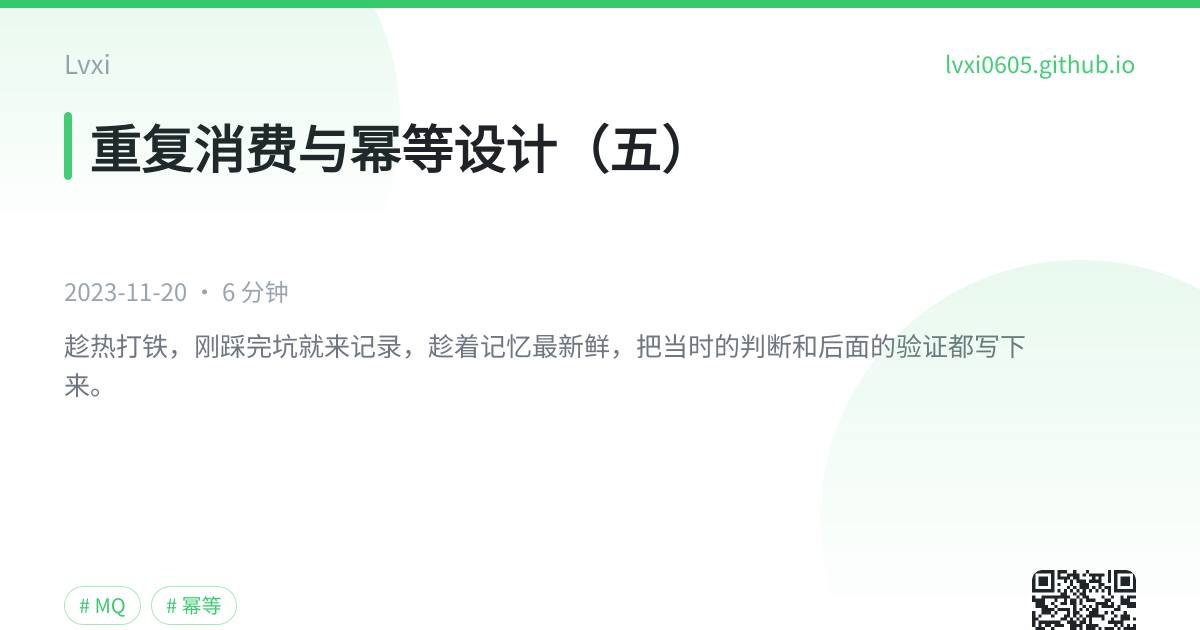 Lvxi
lvxi0605.github.io
重复消费与幂等设计（五）
2023-11-20 · 6 分钟
趁热打铁，刚踩完坑就来记录，趁着记忆最新鲜，把当时的判断和后面的验证都写下
来。
# MQ
# 幂等